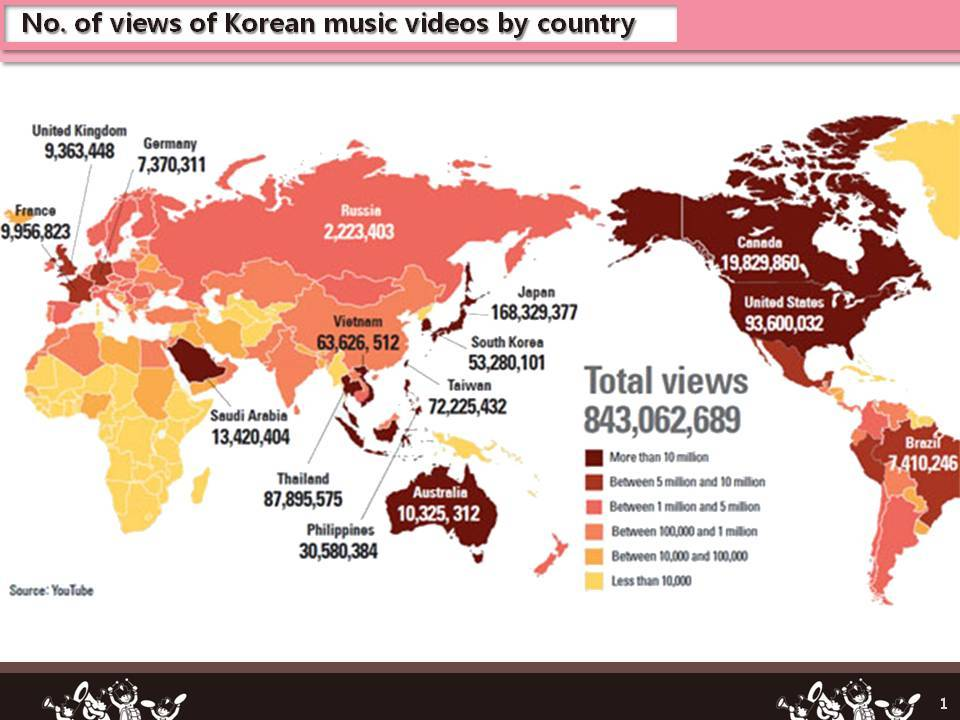 No. of views of Korean music videos by country
United Kingdom
9,363,448
Germany
7,370,311
France
9,956,823
Russia
2,223,403
Canada
19,829,860
United States
93,600,032
Japan
168,329,377
Vietnam
63,626, 512
South Korea
53,280,101
Taiwan
72,225,432
Saudi Arabia
13,420,404
Thailand
87,895,575
Philippines
30,580,384
Australia
10,325, 312
Brazil
7,410,246
Total views
843,062,689
More than 10 million
Between 5 million and 10 million
Between 1 million and 5 million
Between 100,000 and 1 million
Between 10,000 and 100,000
Less than 10,000
Source: YouTube
1